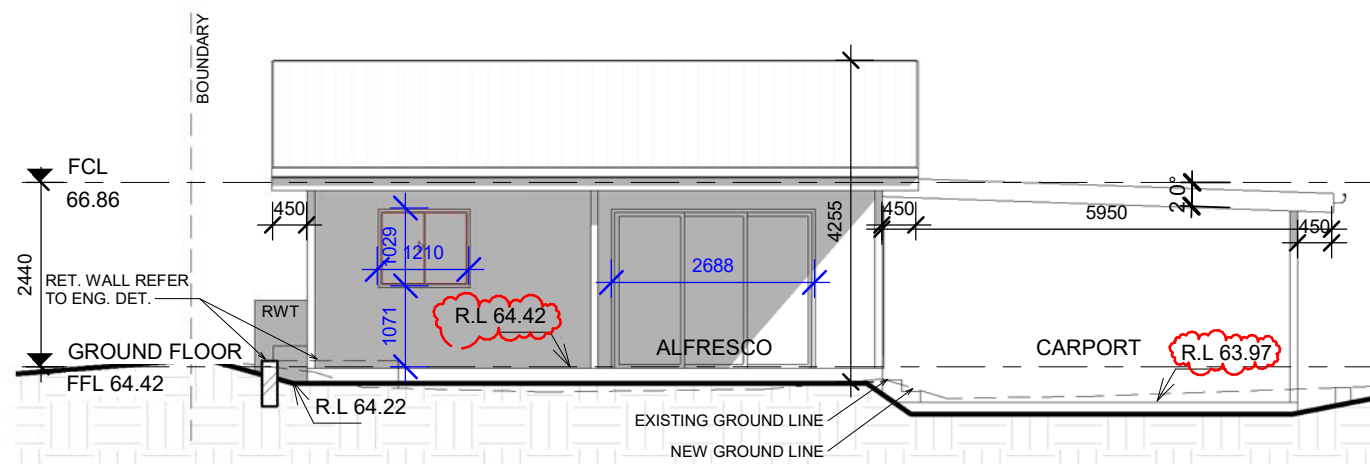 BOUNDARY
FCL
66.86
2440
450
1029
1210
1071
2688
4255
450
5950
2.0°
450
RET. WALL REFER
TO ENG. DET.
RWT
R.L 64.42
ALFRESCO
CARPORT
R.L 63.97
GROUND FLOOR
FFL 64.42
R.L 64.22
EXISTING GROUND LINE
NEW GROUND LINE